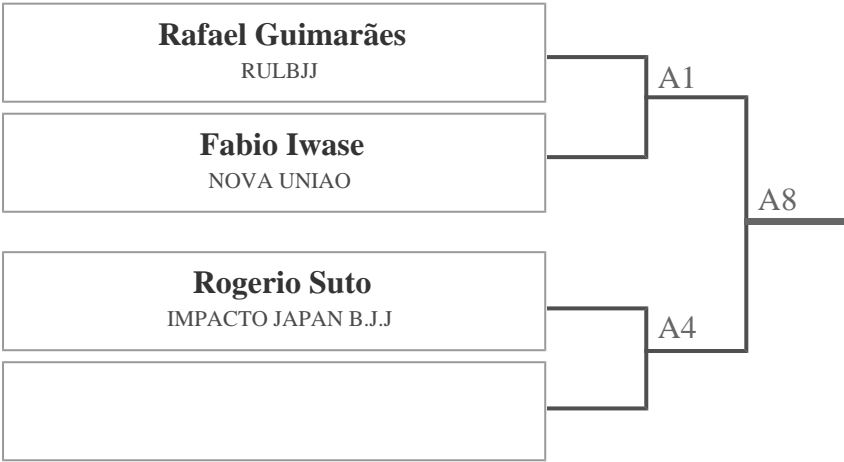 Rafael Guimarães
RULBJJ
A1
Fabio Iwase
NOVA UNIAO
A8
Rogerio Suto
IMPACTO JAPAN B.J.J
A4